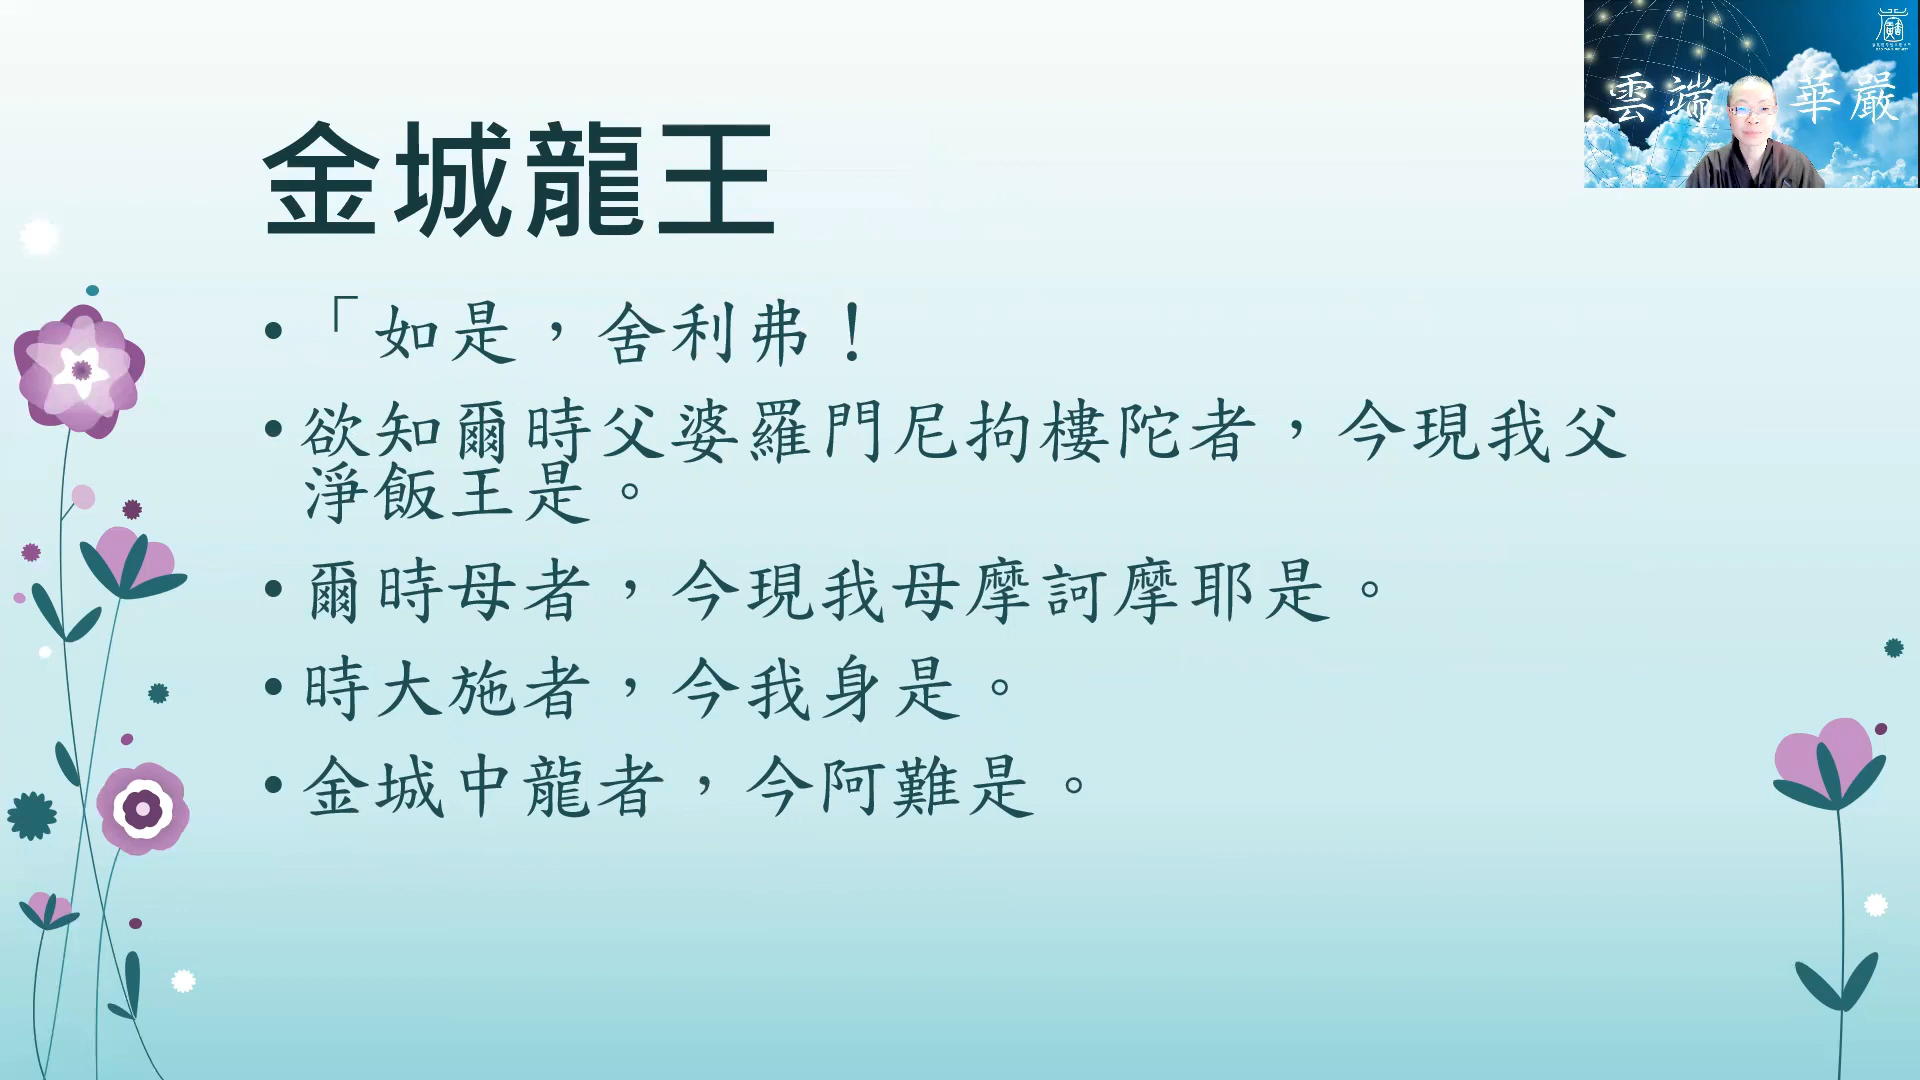 雲端華嚴
金城龍王
•「如是，舍利弗！
•欲知爾時父婆羅門尼拘樓陀者，今現我父
淨飯王是。
•爾時母者，今現我母摩訶摩耶是。
•時大施者，今我身是。
•金城中龍者，今阿難是。